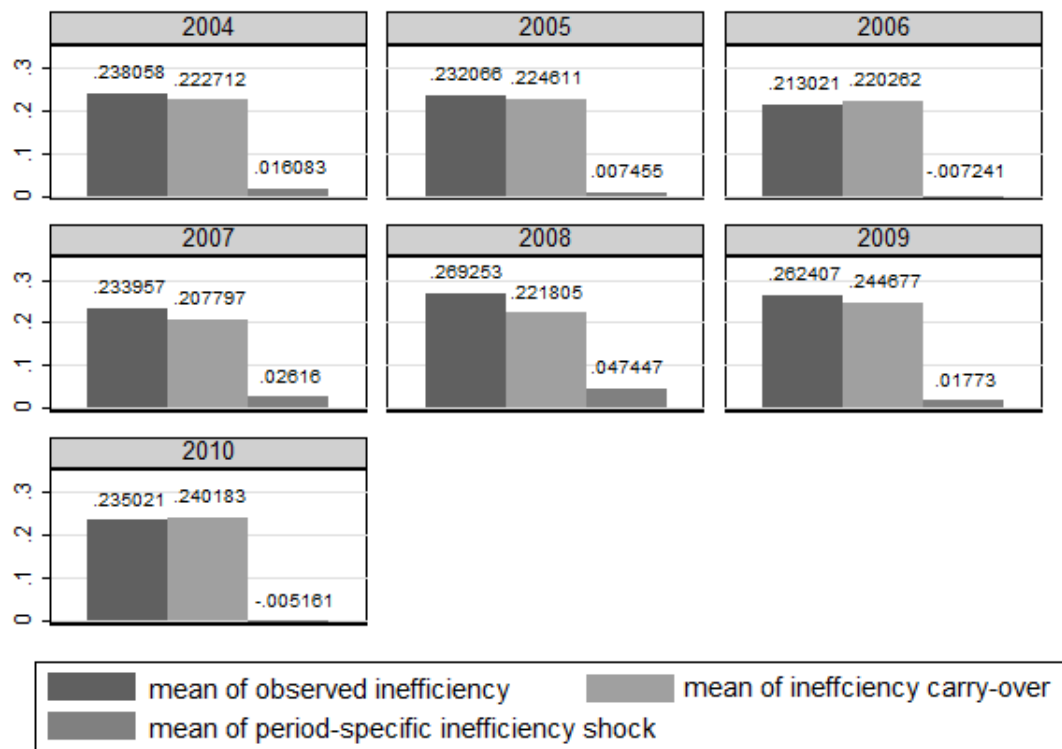 2004 2005 2006
.3
.2
.1
0
.238058 .222712 .016083
.232066 .224611 .007455
.213021 .220262 -.007241
2007 2008 2009
.3
.2
.1
0
.233957 .207797 .02616
.269253 .221805 .047447
.262407 .244677 .01773
2010
.3
.2
.1
0
.235021 .240183 -.005161
mean of observed inefficiency mean of ineffciency carry-over
mean of period-specific inefficiency shock